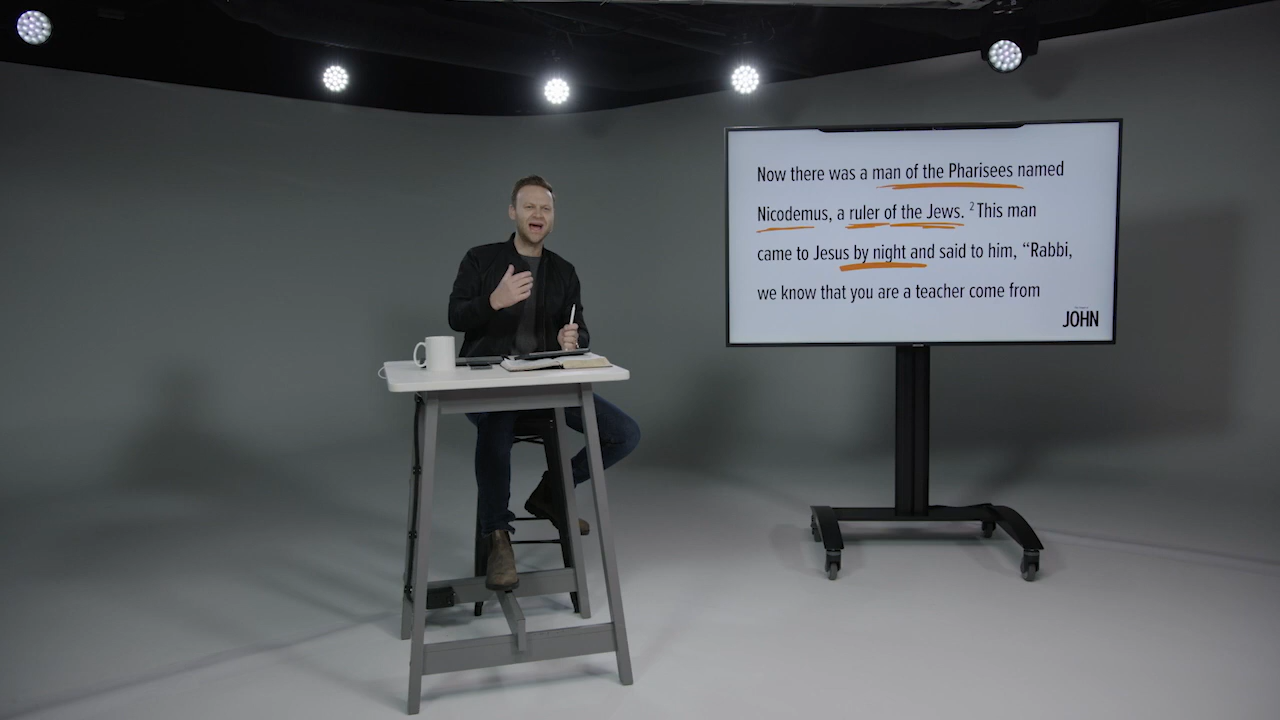 Now there was a man of the Pharisees named
Nicodemus, a ruler of the Jews. 2 This man
came to Jesus by night and said to him, “Rabbi,
we know that you are a teacher come from
JOHN